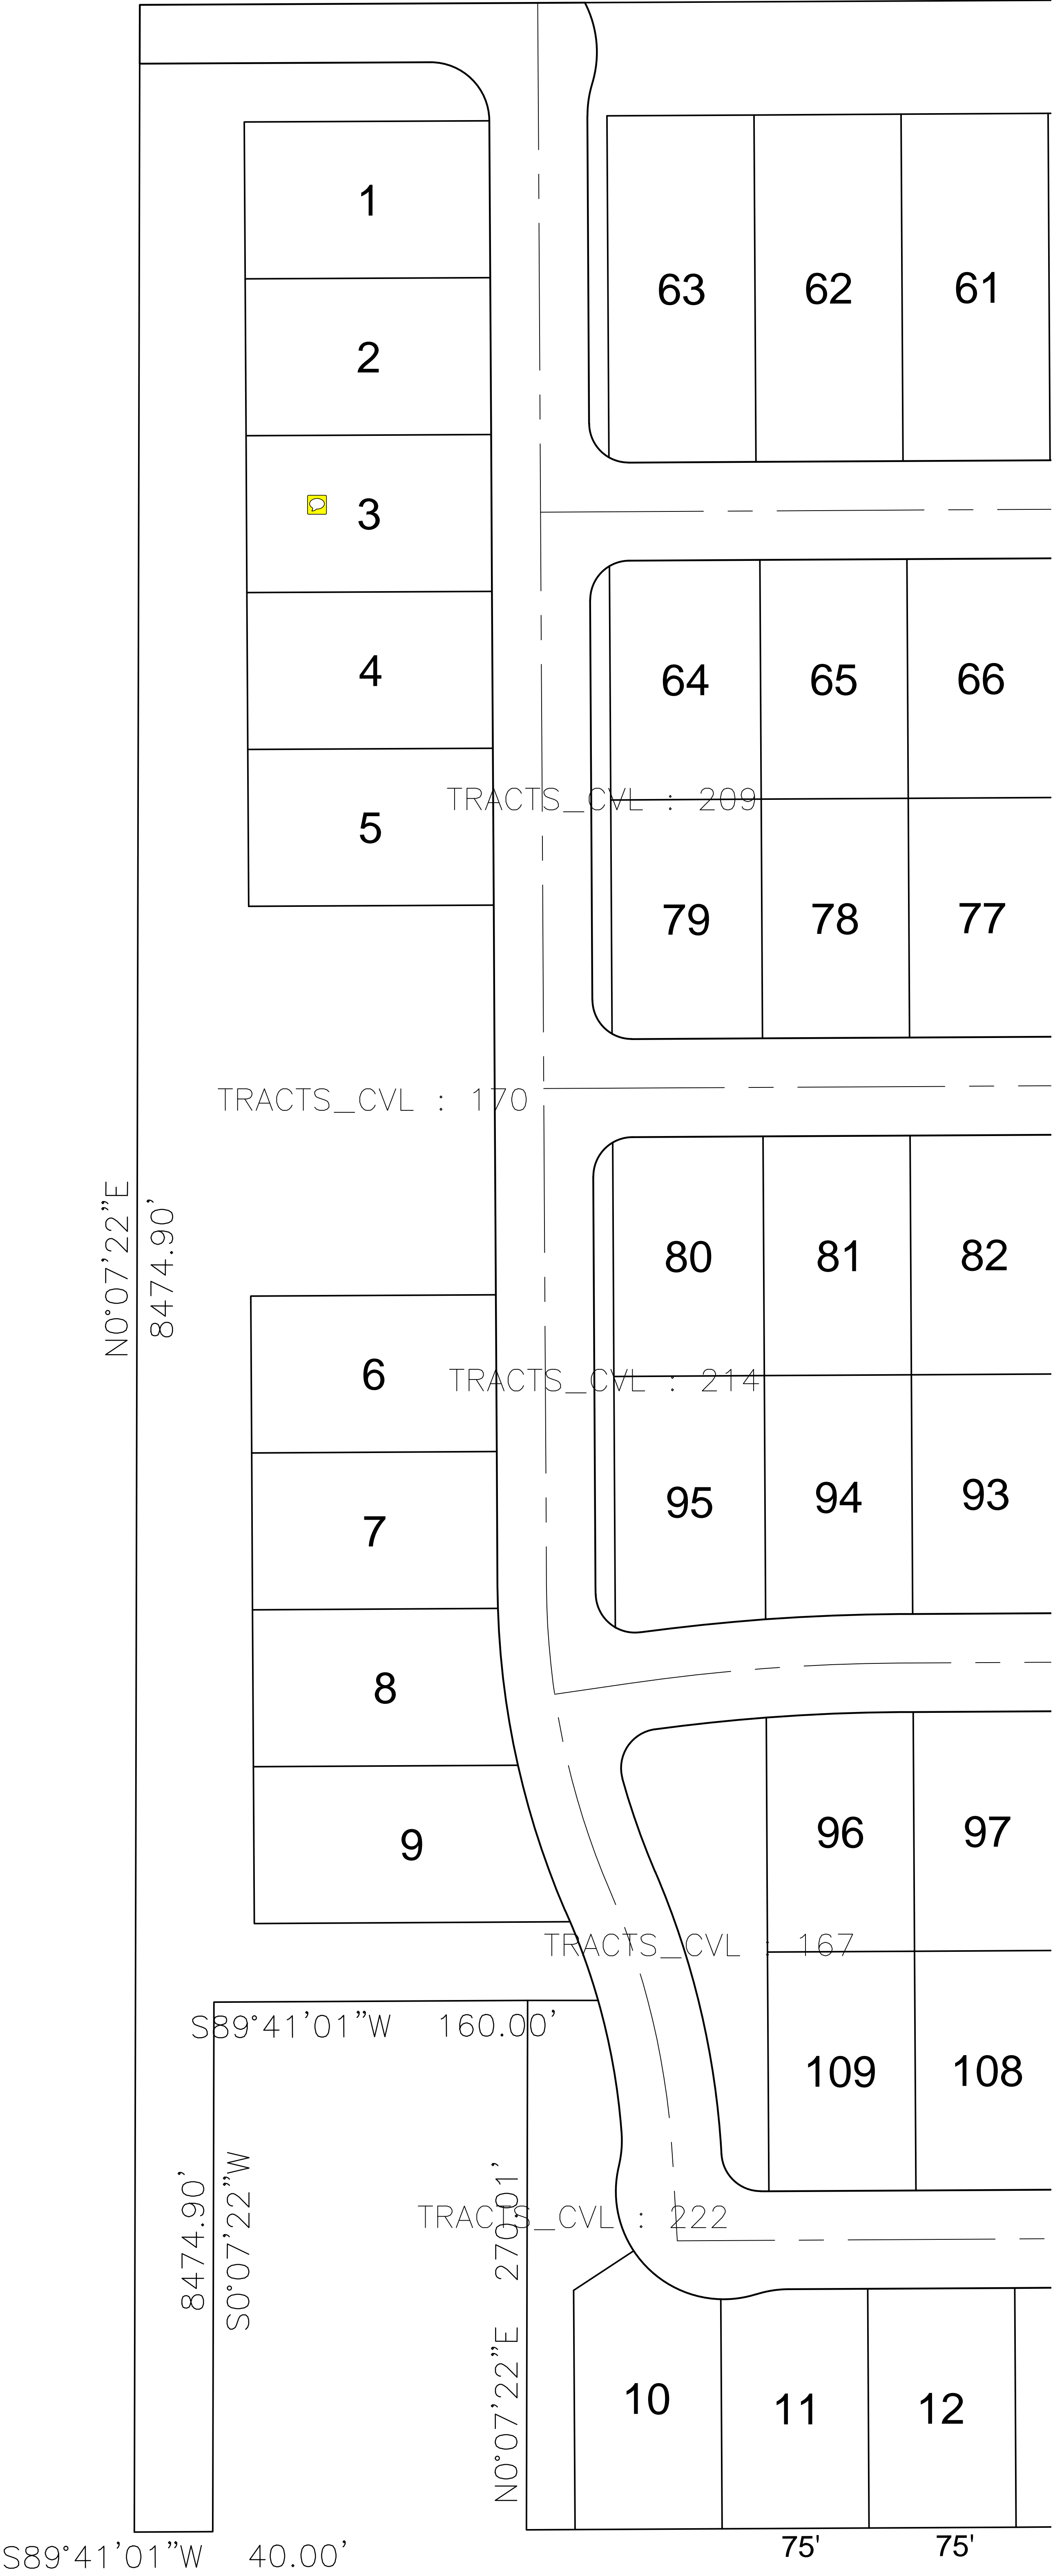 1
63 62 61
2
3
4
64 65 66
TRACTS_CVL : 209
5
79 78 77
TRACTS_CVL : 170
N0°07'22"E
8474.90'
80 81 82
6
TRACTS_CVL : 214
95 94 93
7
8
96 97
9
TRACTS_CVL : 167
S89°41'01"W 160.00'
109 108
8474.90'
S0°07'22"W
TRACTS_CVL : 222
N0°07'22"E 270.01'
10 11 12
75' 75'
S89°41'01"W 40.00'